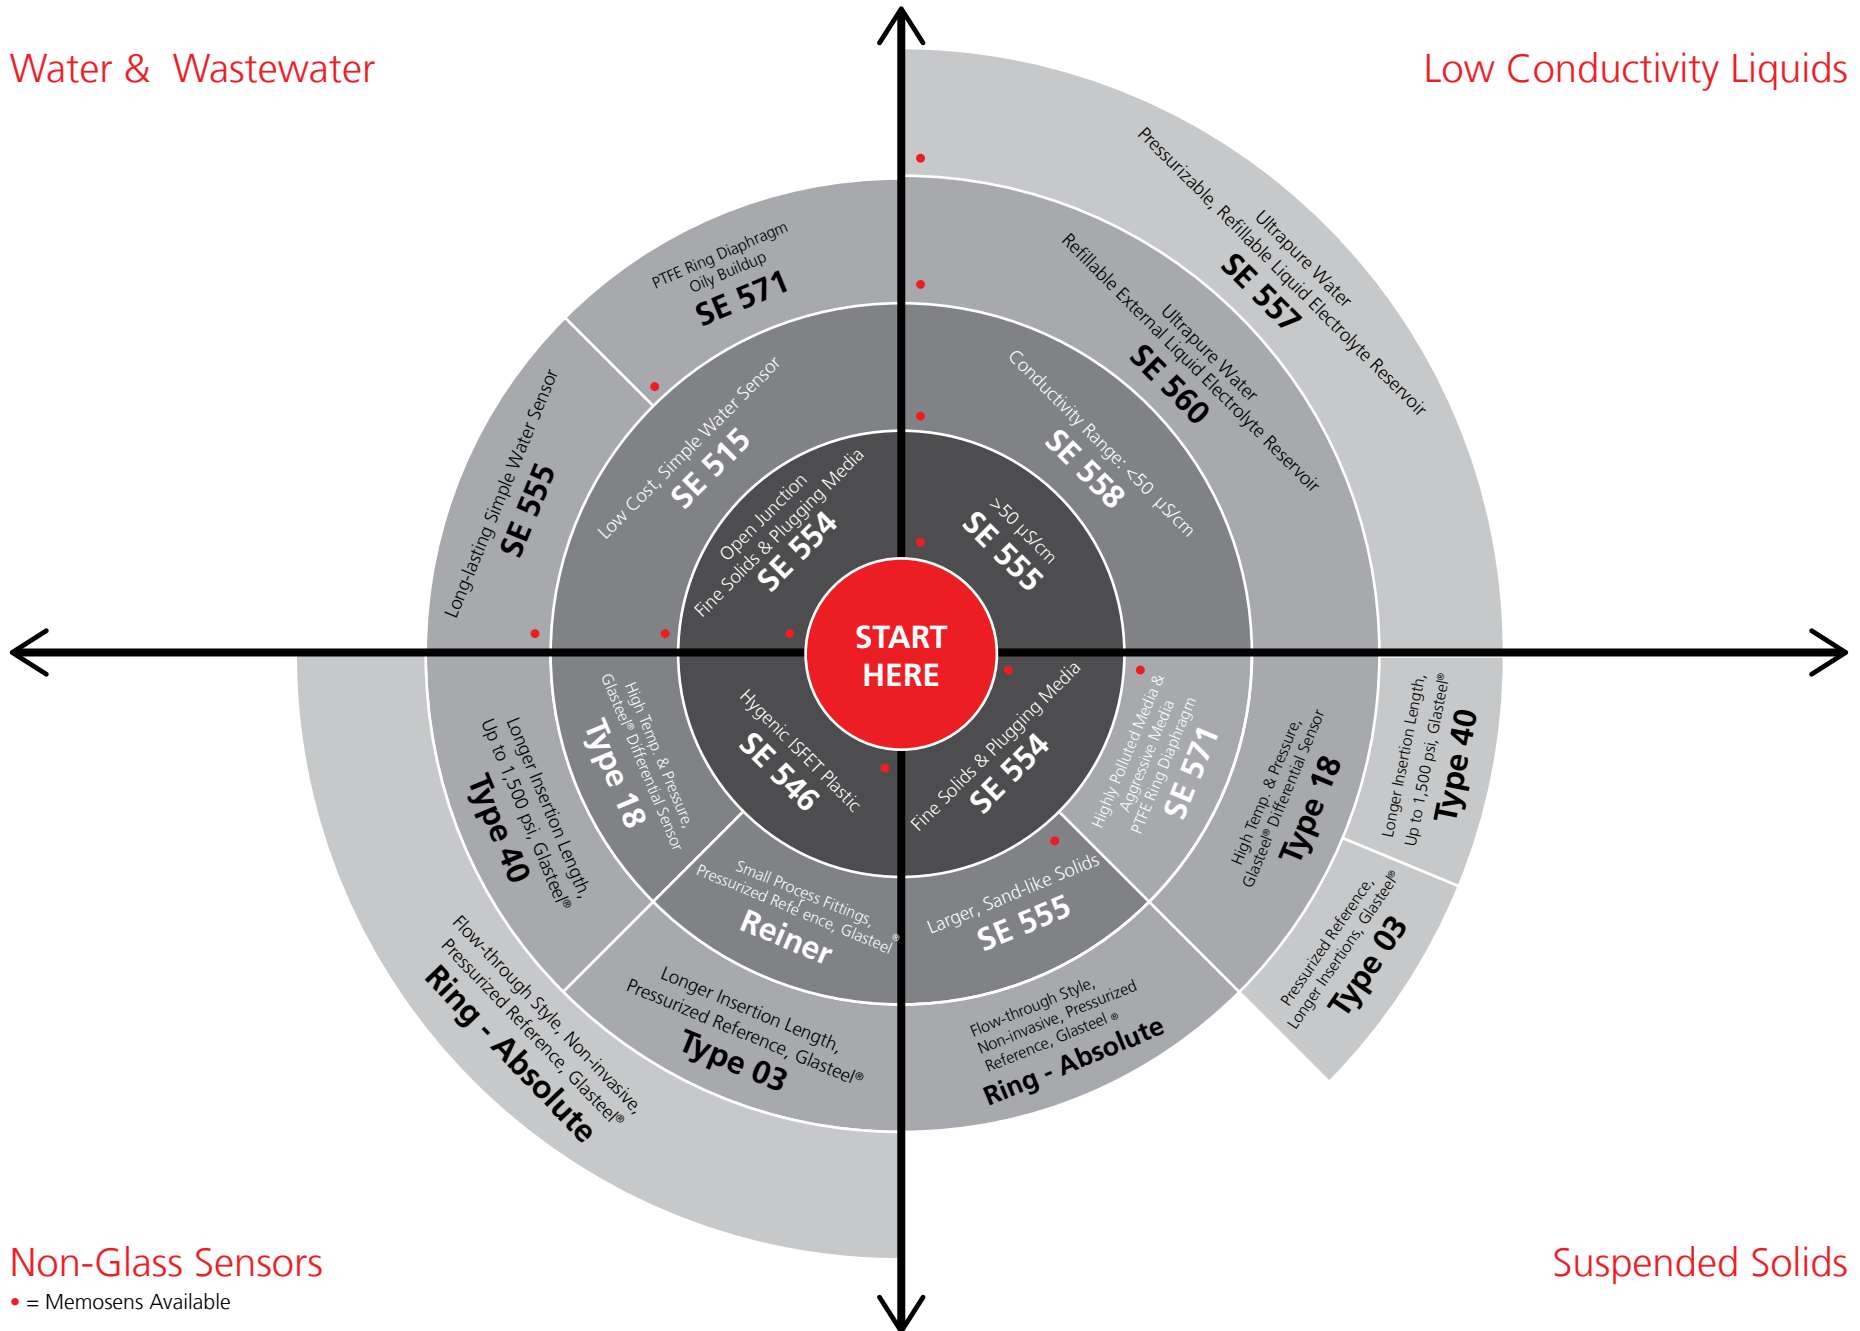 Water &  Wastewater
Low Conductivity Liquids
PTFE Ring Diaphragm
Oily Buildup
SE 571
Long-lasting Simple Water Sensor
SE 555
Low Cost, Simple Water Sensor
SE 515
Open Junction
Fine Solids & Plugging Media
SE 554
Ultrapure Water
Pressurizable, Refillable Liquid Electrolyte Reservoir
SE 557
Ultrapure Water
Refillable External Liquid Electrolyte Reservoir
SE 560
Conductivity Range: <50 µS/cm
SE 558
>50 µS/cm
SE 555
START
HERE
Hygenic ISFET Plastic
SE 546
High Temp. & Pressure,
Glasteel® Differential Sensor
Type 18
Small Process Fittings,
Pressurized Refe ence, Glasteel®
Reiner
Longer Insertion Length,
Up to 1,500 psi, Glasteel®
Type 40
Longer Insertion Length,
Pressurized Reference, Glasteel®
Type 03
Flow-through Style, Non-invasive,
Pressurized Reference, Glasteel®
Ring - Absolute
Fine Solids & Plugging Media
SE 554
Highly Polluted Media &
Aggressive Media
PTFE Ring Diaphragm
SE 571
Larger, Sand-like Solids
SE 555
High Temp. & Pressure,
Glasteel® Differential Sensor
Type 18
Flow-through Style,
Non-invasive, Pressurized
Reference, Glasteel ®
Ring - Absolute
Longer Insertion Length,
Up to 1,500 psi, Glasteel®
Type 40
Pressurized Reference,
Longer Insertions, Glasteel®
Type 03
Non-Glass Sensors
• = Memosens Available
Suspended Solids